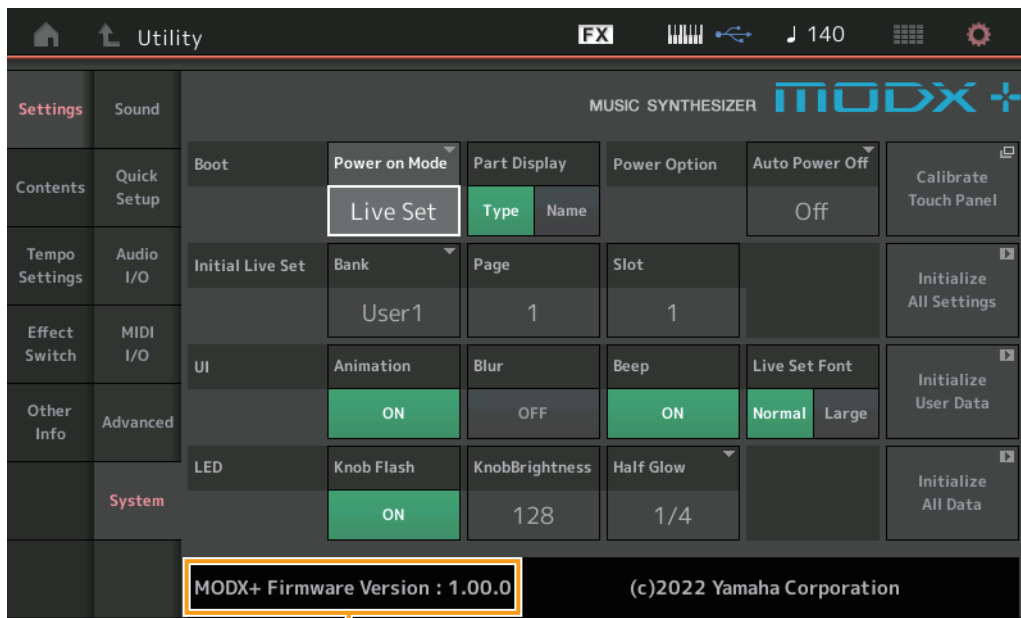 Utility
FX
♩ 140
Settings
Contents
Tempo
Settings
Effect
Switch
Other
Info
Sound
Quick
Setup
Audio
I/O
MIDI
I/O
Advanced
System
MUSIC SYNTHESIZER MODX+
Boot
Power on Mode
Live Set
Part Display
Type Name
Power Option
Auto Power Off
Off
Calibrate
Touch Panel
Initial Live Set
Bank
User1
Page
1
Slot
1
Initialize
All Settings
UI
Animation
ON
Blur
OFF
Beep
ON
Live Set Font
Normal Large
Initialize
User Data
LED
Knob Flash
ON
KnobBrightness
128
Half Glow
1/4
Initialize
All Data
MODX+ Firmware Version : 1.00.0
(c)2022 Yamaha Corporation